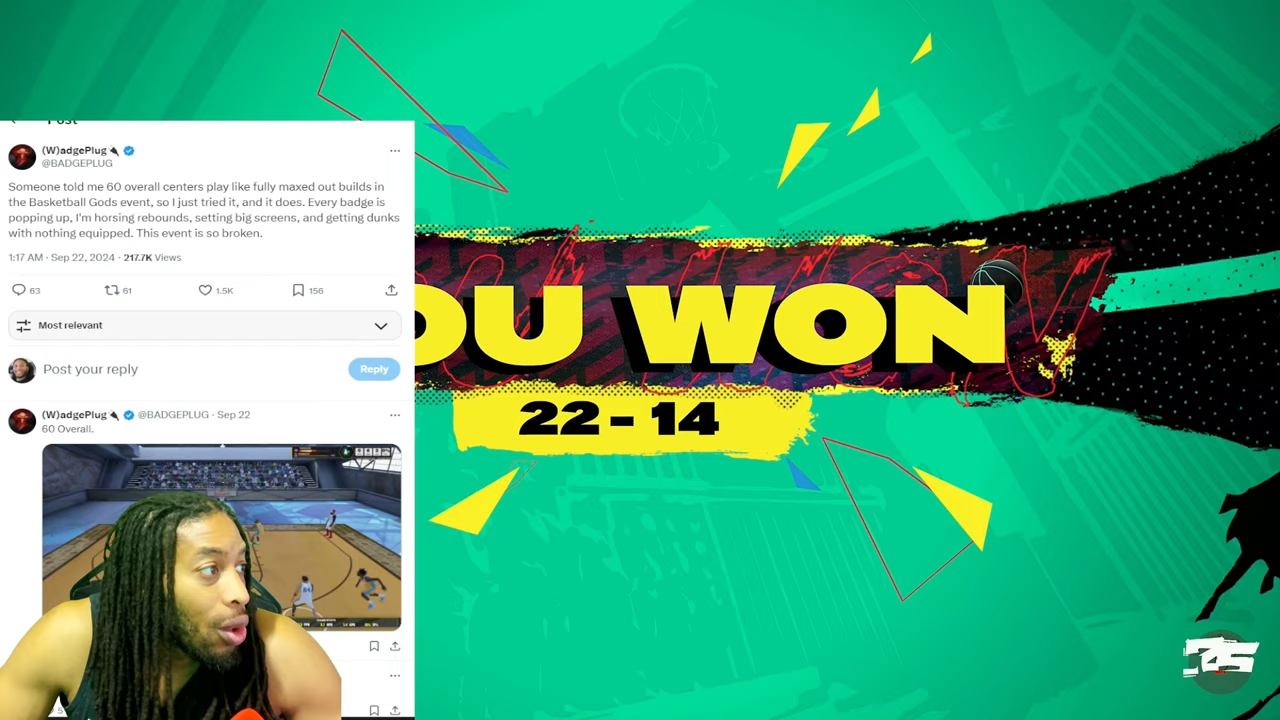 Post
(W)adgePlug
@BADGEPLUG
Someone told me 60 overall centers play like fully maxed out builds in
the Basketball Gods event, so I just tried it, and it does. Every badge is
popping up, I'm horsing rebounds, setting big screens, and getting dunks
with nothing equipped. This event is so broken.
1:17 AM · Sep 22, 2024 · 217.7K Views
63 61 1.5K 156
Most relevant
Post your reply
Reply
(W)adgePlug @BADGEPLUG · Sep 22
60 Overall.
OU WON
22 - 14